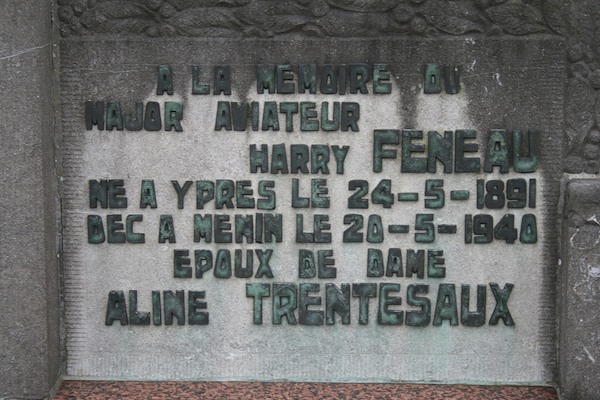 A LA MÉMOIRE DU
MAJOR AVIATEUR
HARRY FENEAU
NE A YPRES LE 24-5-1891
DEC A MENIN LE 20-5-1940
EPOUX DE DAME
ALINE TRENTESAUX